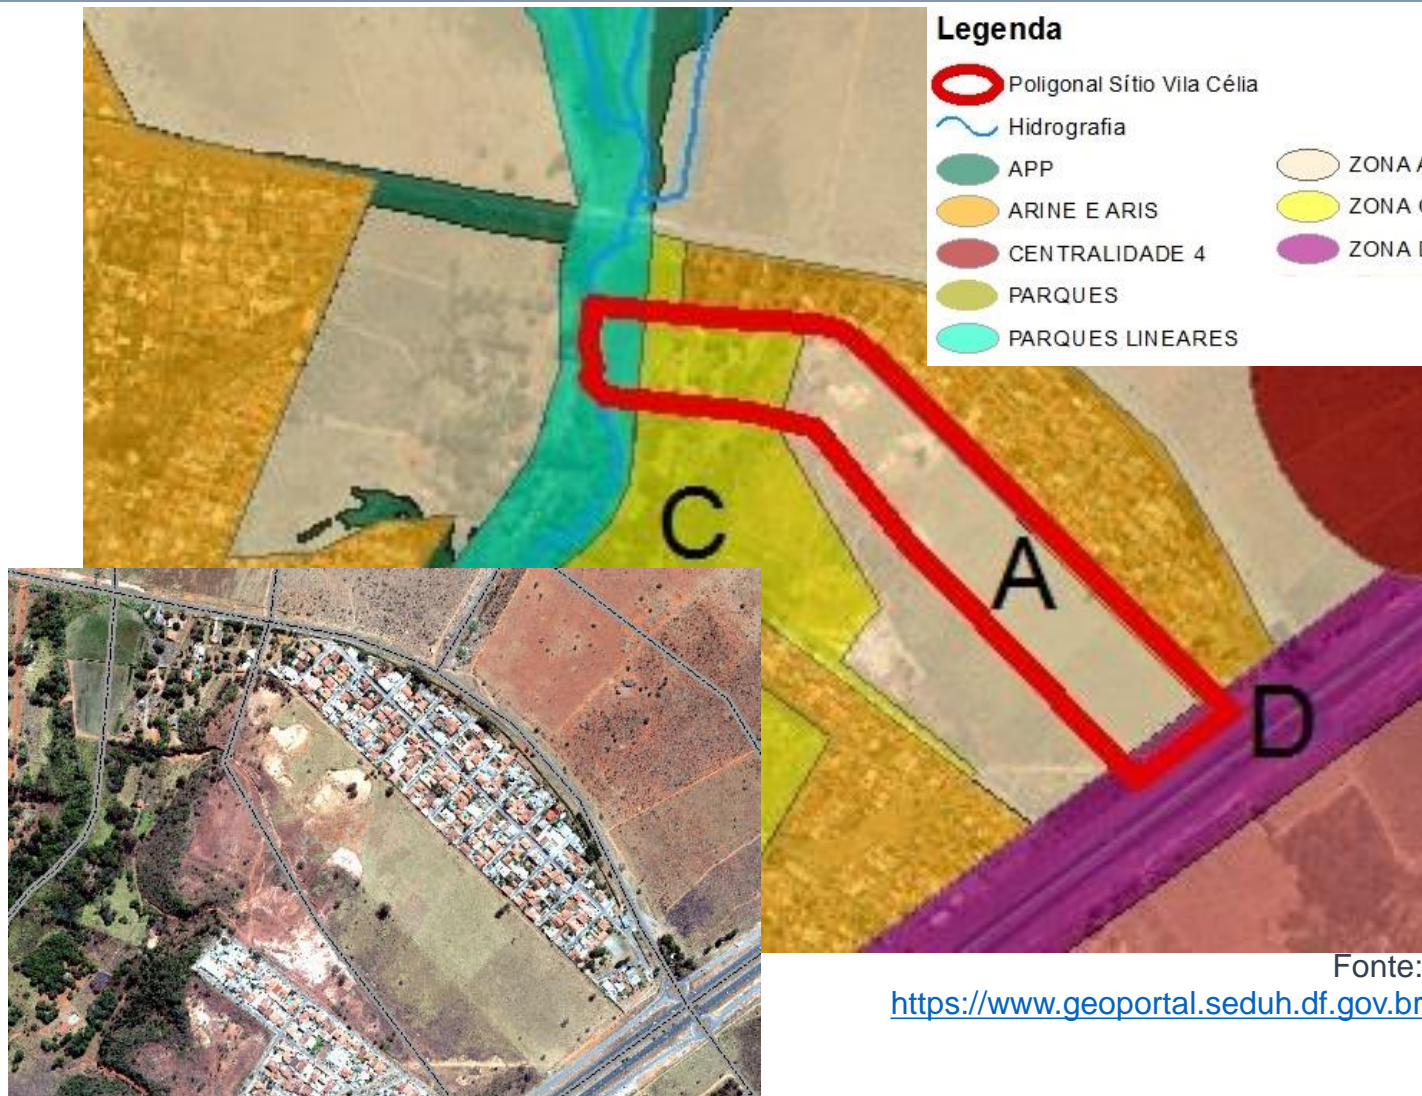 Legenda
Poligonal Sítio Vila Célia
Hidrografia
APP
ARINE E ARIS
CENTRALIDADE 4
PARQUES
PARQUES LINEARES
ZONA A
ZONA
ZONA
C
A
D
Fonte:
https://www.geoportal.seduh.df.gov.br